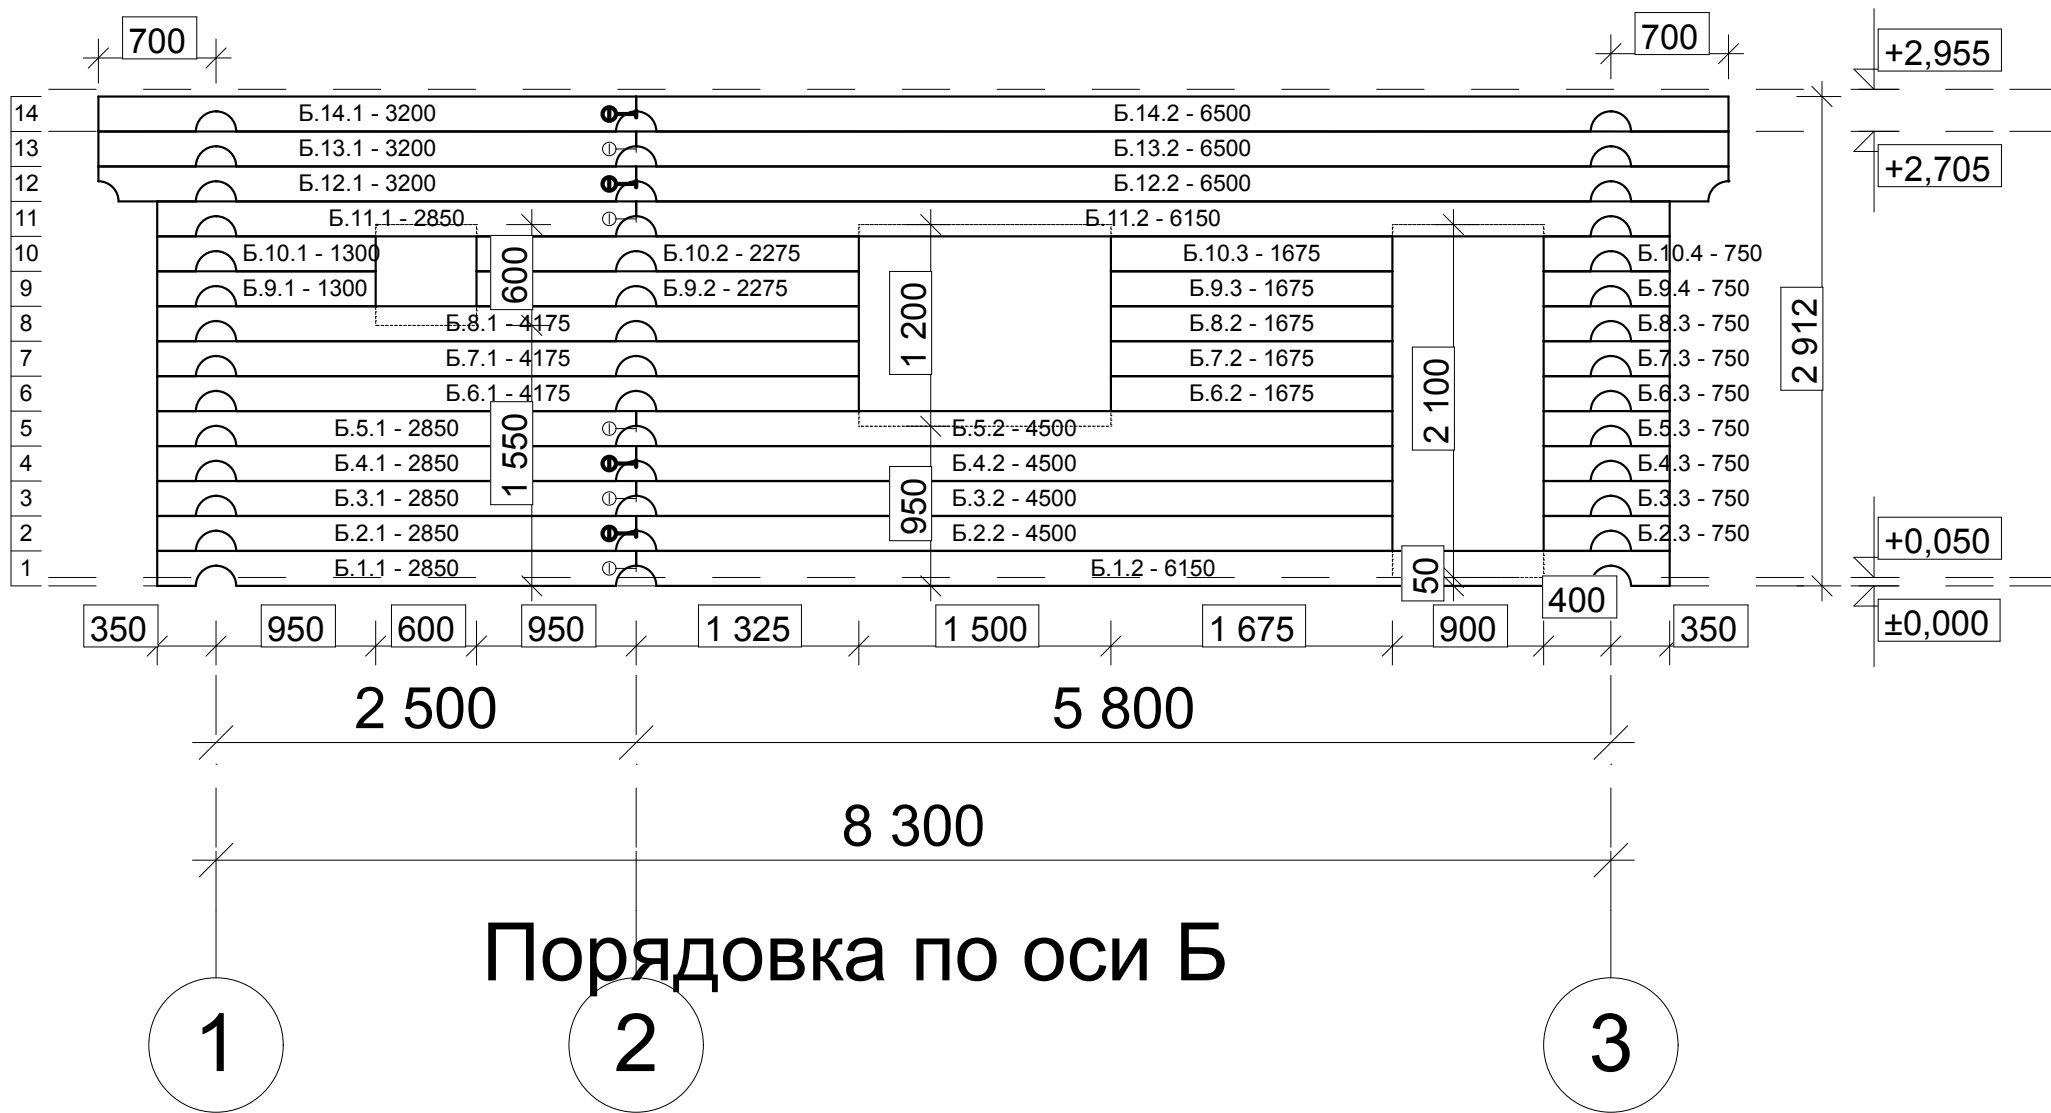 700
700
+2,955
14
Б.14.1 - 3200
Б.14.2 - 6500
13
Б.13.1 - 3200
Б.13.2 - 6500
+2,705
12
Б.12.1 - 3200
Б.12.2 - 6500
11
Б.11.1 - 2850
Б.11.2 - 6150
10
Б.10.1 - 1300
Б.10.2 - 2275
Б.10.3 - 1675
Б.10.4 - 750
600
9
Б.9.1 - 1300
Б.9.2 - 2275
Б.9.3 - 1675
Б.9.4 - 750
1 200
2 912
8
Б.8.1 - 4175
Б.8.2 - 1675
Б.8.3 - 750
7
Б.7.1 - 4175
Б.7.2 - 1675
Б.7.3 - 750
2 100
6
Б.6.1 - 4175
Б.6.2 - 1675
Б.6.3 - 750
1 550
5
Б.5.1 - 2850
Б.5.2 - 4500
Б.5.3 - 750
4
Б.4.1 - 2850
Б.4.2 - 4500
Б.4.3 - 750
950
3
Б.3.1 - 2850
Б.3.2 - 4500
Б.3.3 - 750
2
Б.2.1 - 2850
Б.2.2 - 4500
Б.2.3 - 750
+0,050
1
Б.1.1 - 2850
Б.1.2 - 6150
50
400
±0,000
350
950
600
950
1 325
1 500
1 675
900
350
2 500
5 800
8 300
Порядовка по оси Б
1
2
3